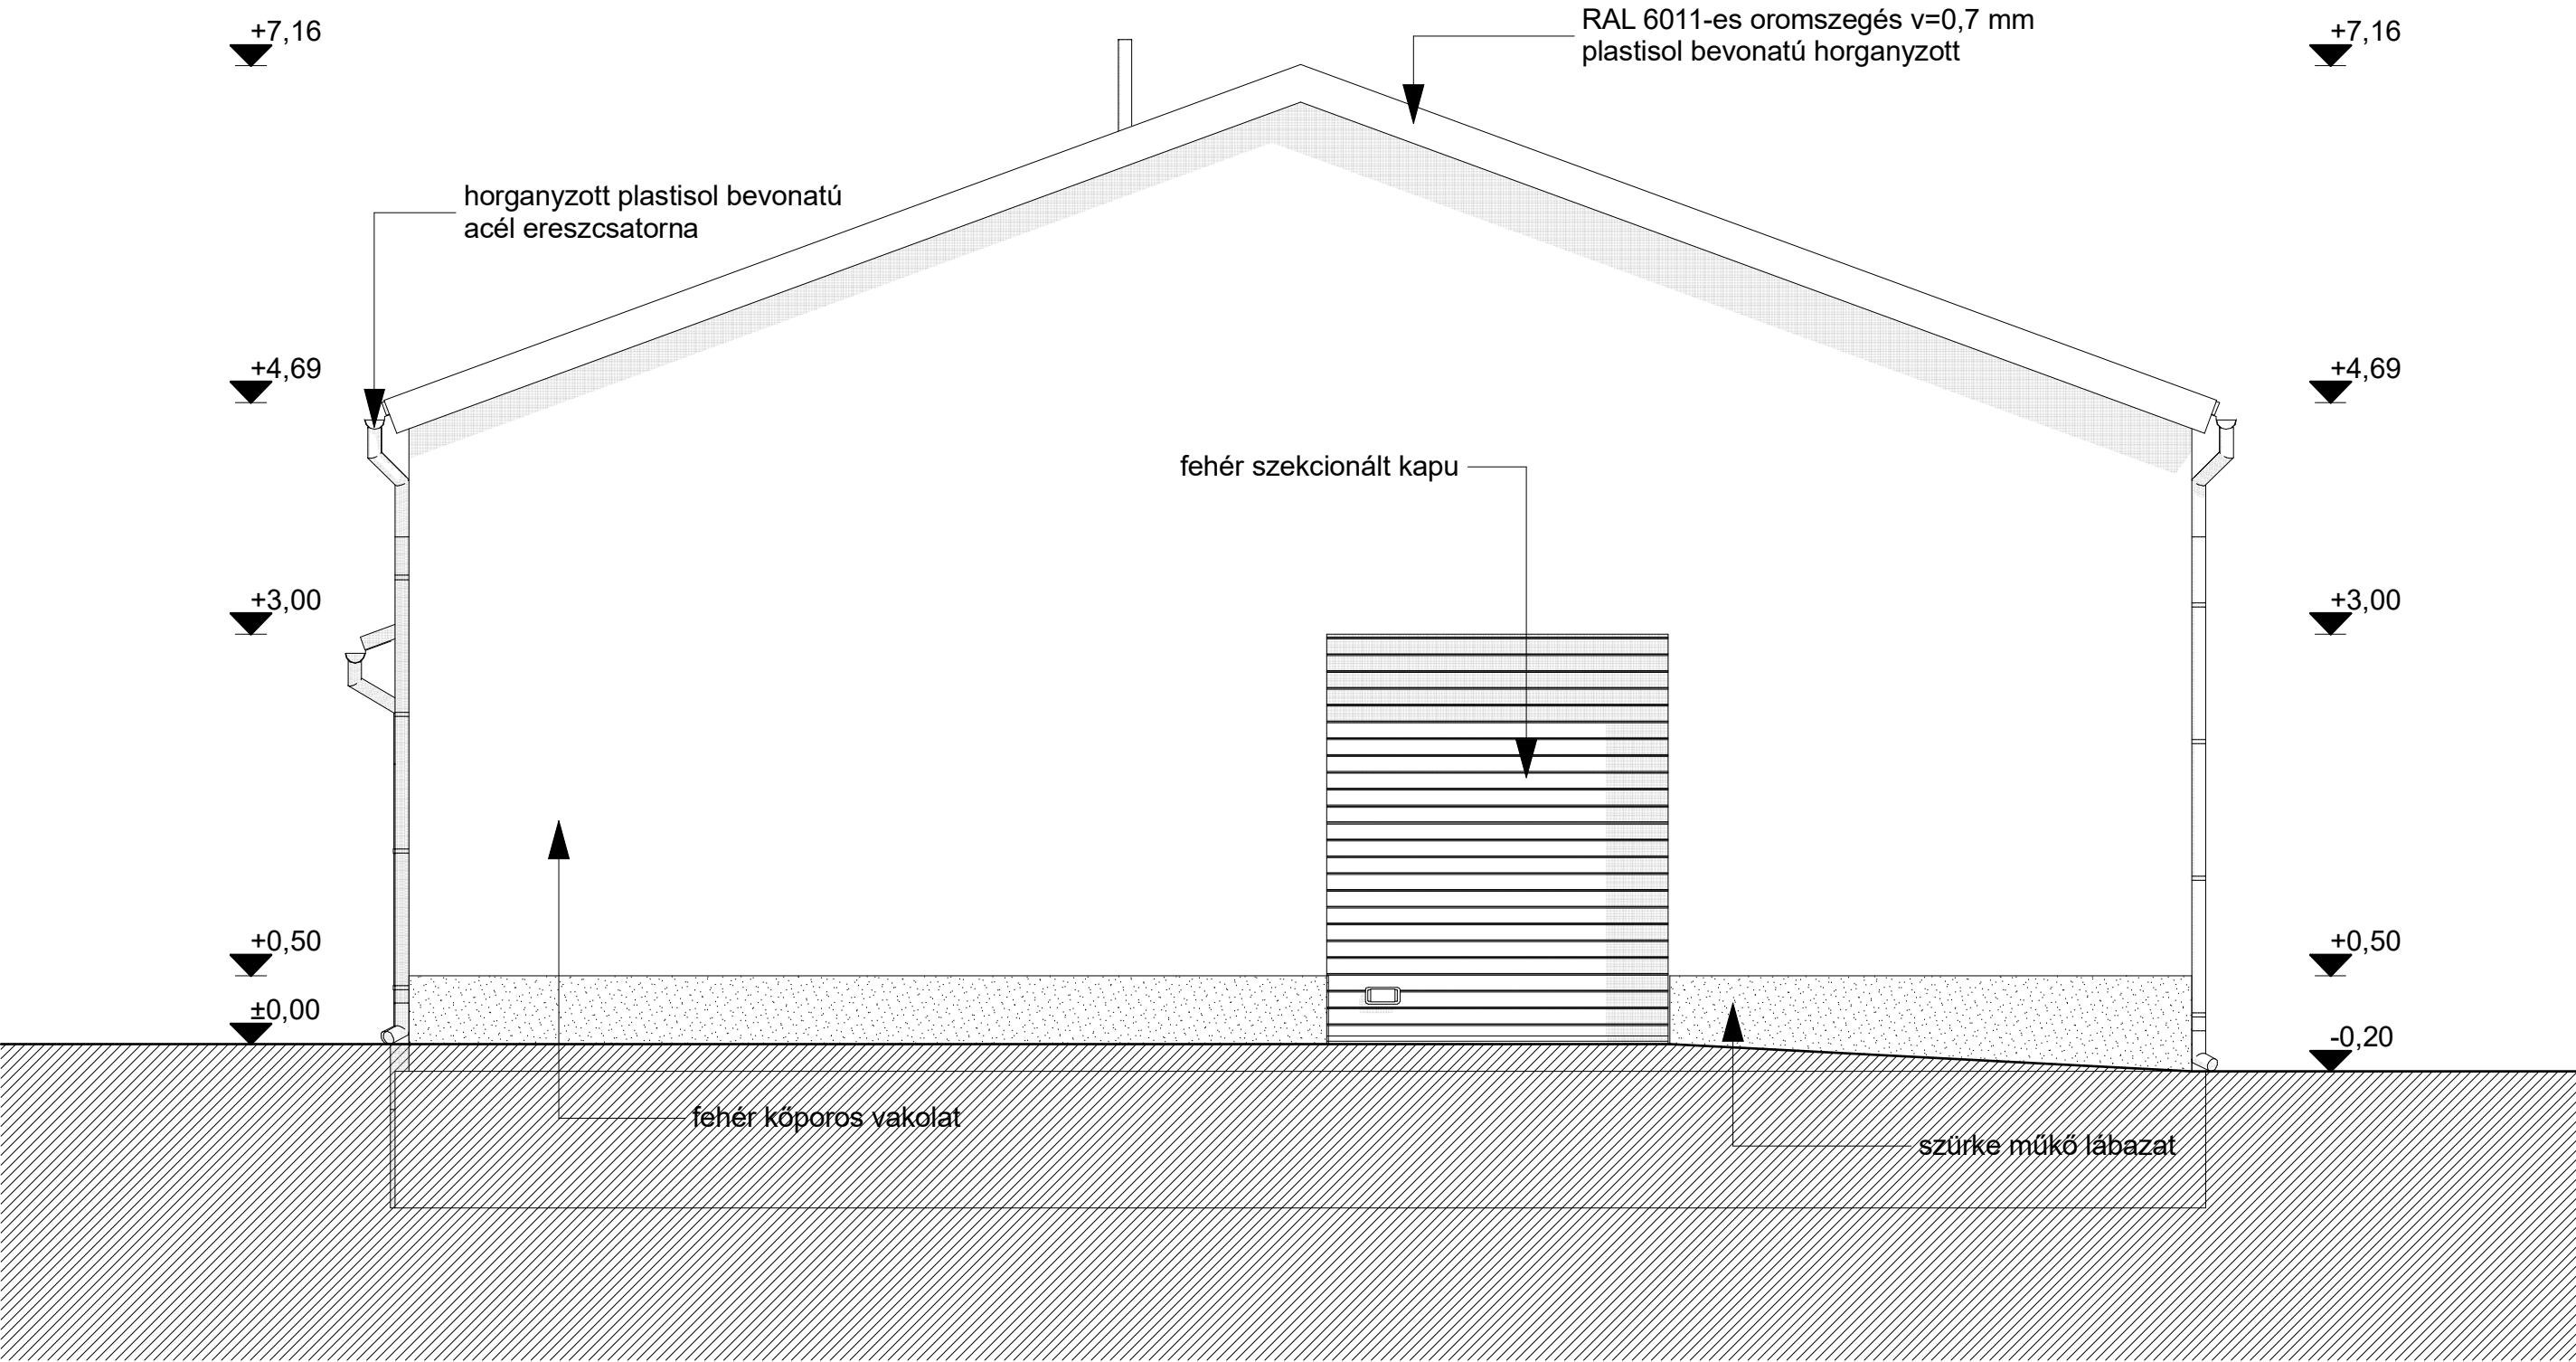 +7,16
RAL 6011-es oromszegés v=0,7 mm
plastisol bevonatú horganyzott
+7,16
horganyzott plastisol bevonatú
acél ereszcsatorna
+4,69
+4,69
fehér szekcionált kapu
+3,00
+3,00
+0,50
+0,50
±0,00
-0,20
fehér kőporos vakolat
szürke műkő lábazat